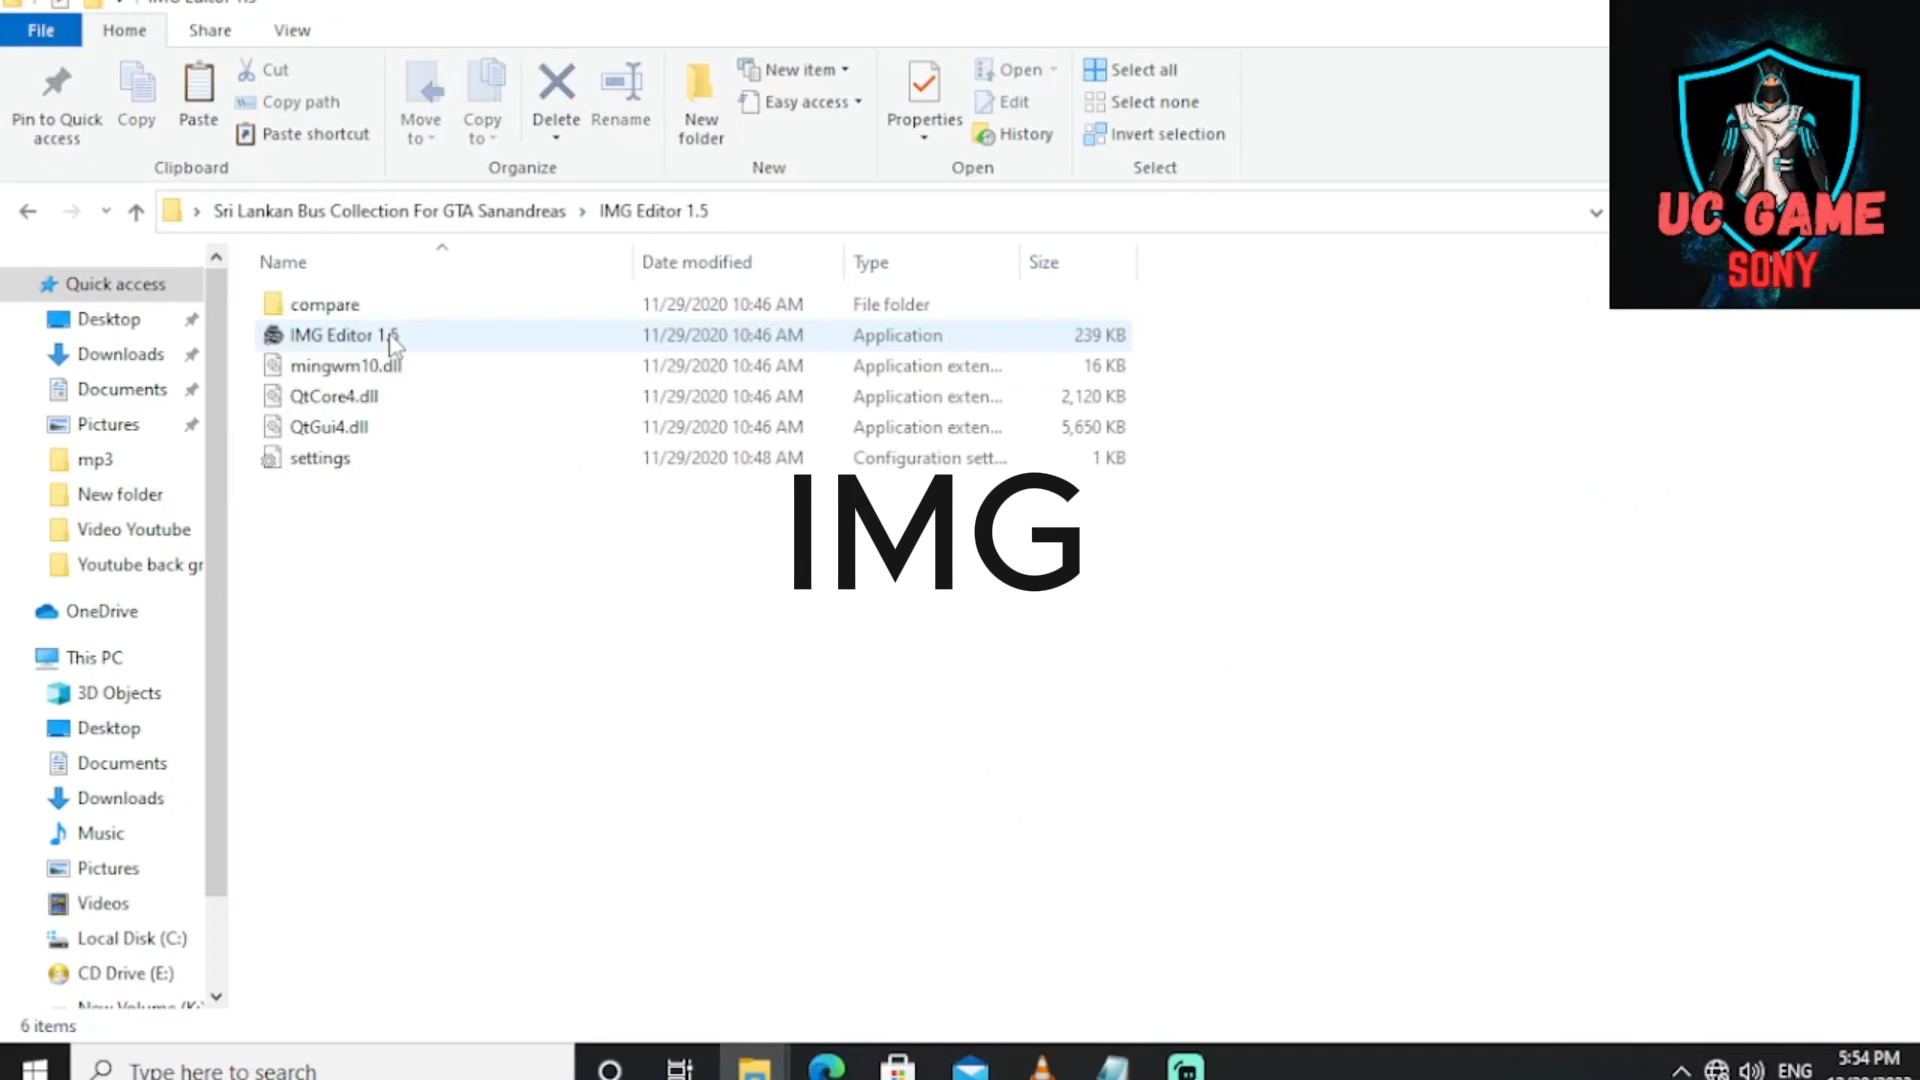 File Home Share View
Pin to Quick access
Copy
Paste
Cut
Copy path
Paste shortcut
Clipboard
Move to
Copy to
Delete
Rename
Organize
New folder
New item
Easy access
New
Properties
Open
Edit
History
Open
Select all
Select none
Invert selection
Select
UC GAME
SONY
Sri Lankan Bus Collection For GTA Sanandreas > IMG Editor 1.5
Name Date modified Type Size
compare 11/29/2020 10:46 AM File folder
IMG Editor 1.5 11/29/2020 10:46 AM Application 239 KB
mingwm10.dll 11/29/2020 10:46 AM Application exten... 16 KB
QtCore4.dll 11/29/2020 10:46 AM Application exten... 2,120 KB
QtGui4.dll 11/29/2020 10:46 AM Application exten... 5,650 KB
settings 11/29/2020 10:48 AM Configuration sett... 1 KB
IMG
Quick access
Desktop
Downloads
Documents
Pictures
mp3
New folder
Video Youtube
Youtube back gr
OneDrive
This PC
3D Objects
Desktop
Documents
Downloads
Music
Pictures
Videos
Local Disk (C:)
CD Drive (E:)
6 items
Type here to search
ENG
5:54 PM